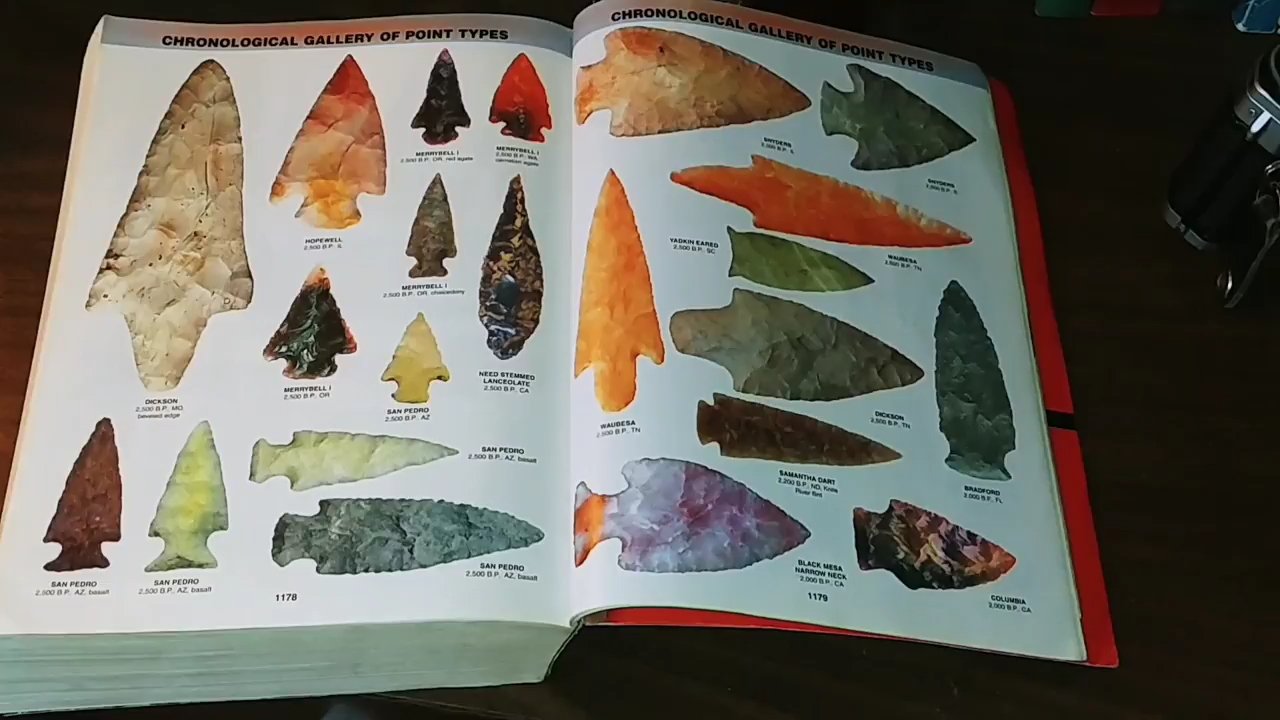 CHRONOLOGICAL GALLERY OF POINT TYPES
DICKSON
2,500 B.P. MO,
beveled edge
HOPEWELL
2,500 B.P. IL
MERRYBELL I
2,500 B.P. OR, red agate
MERRYBELL I
2,500 B.P. WA,
carnelian agate
MERRYBELL I
2,500 B.P. OR, chalcedony
MERRYBELL I
2,500 B.P. OR
SAN PEDRO
2,500 B.P. AZ
NEED STEMMED
LANCEOLATE
2,500 B.P. CA
SAN PEDRO
2,500 B.P. AZ, basalt
SAN PEDRO
2,500 B.P. AZ, basalt
SAN PEDRO
2,500 B.P. AZ, basalt
SAN PEDRO
2,500 B.P. AZ, basalt
1178
CHRONOLOGICAL GALLERY OF POINT TYPES
SNYDERS
SNYDERS
YADKIN EARED
2,500 B.P. SC
WAUBESA
2,500 B.P. TN
WAUBESA
2,500 B.P. TN
DICKSON
2,500 B.P. TN
SAMANTHA DART
2,200 B.P. ND, Knife
River flint
BRADFORD
2,000 B.P. FL
BLACK MESA
NARROW NECK
2,000 B.P. CA
COLUMBIA
2,000 B.P. GA
1179